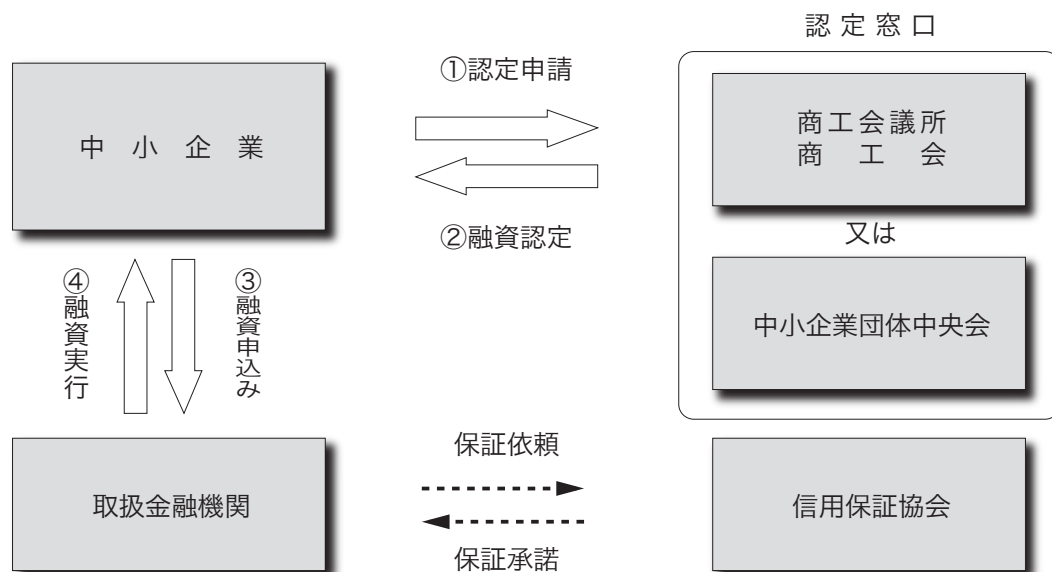 認定窓口
①認定申請
中小企業
商工会議所
商工会
②融資認定
又は
④融資実行
③融資申込み
中小企業団体中央会
保証依頼
取扱金融機関
信用保証協会
保証承諾